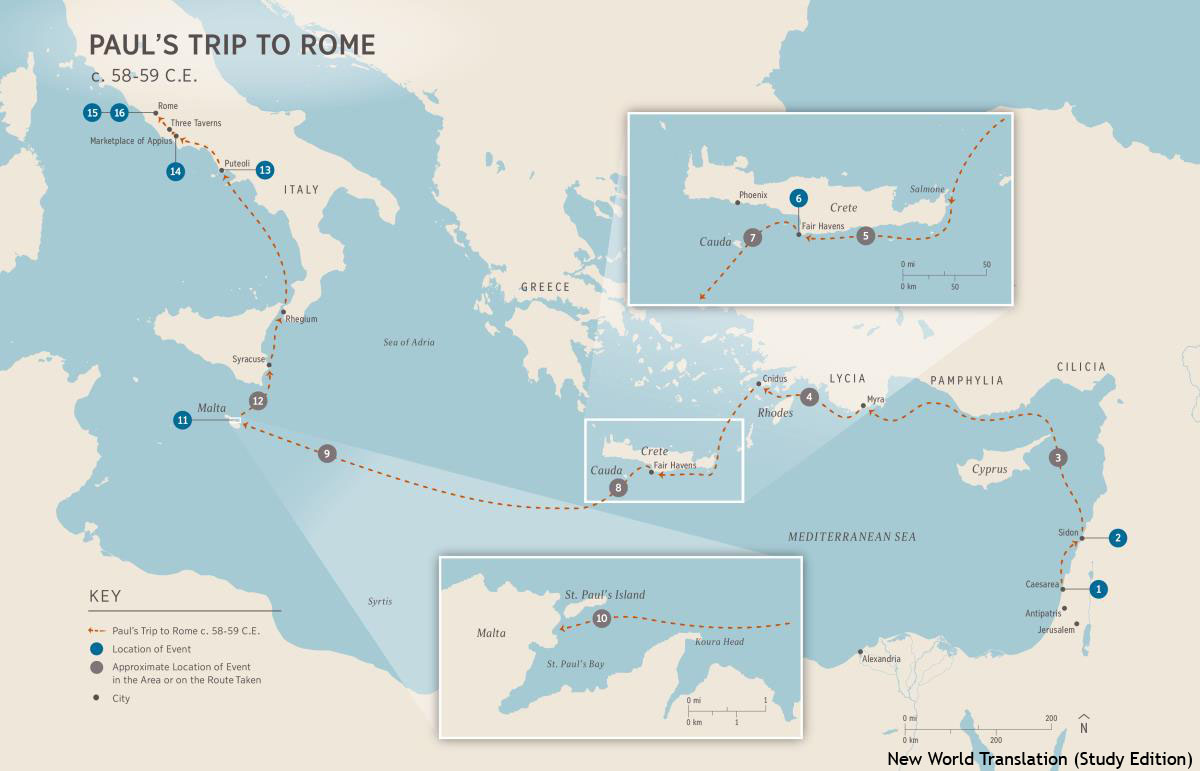 PAUL’S TRIP TO ROME
c. 58-59 C.E.
15
16
Rome
Three Taverns
Marketplace of Appius
14
Puteoli
13
ITALY
Rhegium
Syracuse
12
Malta
11
9
Sea of Adria
GREECE
Phoenix
6
Crete
Salmone
Fair Havens
Cauda
7
5
0 mi
50
0 km
50
Cnidus
LYCIA
PAMPHYLIA
CILICIA
4
Myra
Rhodes
Crete
Fair Havens
Cauda
8
Cyprus
3
MEDITERRANEAN SEA
Sidon
2
Caesarea
1
Antipatris
Jerusalem
Alexandria
Syrtis
St. Paul’s Island
10
Malta
Koura Head
St. Paul’s Bay
0 mi
1
0 km
1
KEY
Paul’s Trip to Rome c. 58-59 C.E.
Location of Event
Approximate Location of Event
in the Area or on the Route Taken
City
0 mi
200
0 km
200
N
New World Translation (Study Edition)